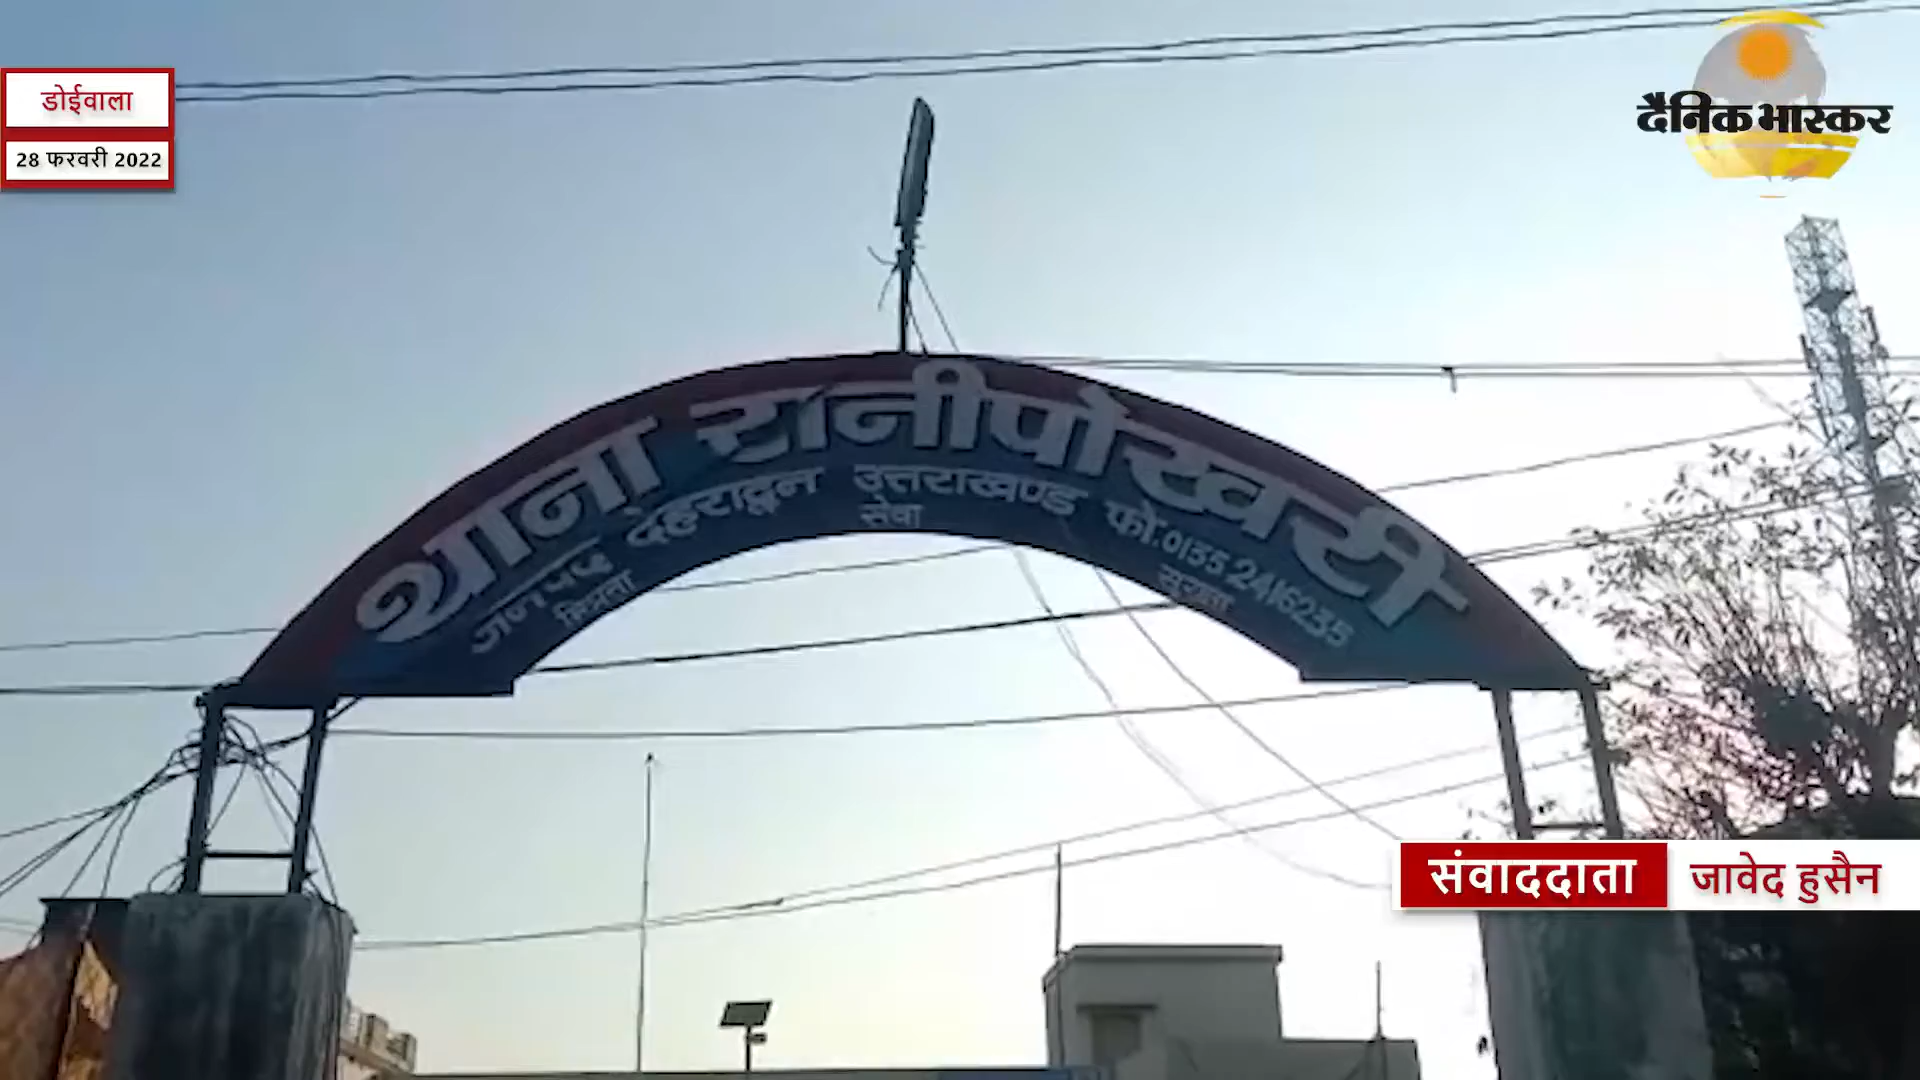 डोईवाला
28 फरवरी 2022
दैनिक भास्कर
थाना रानीपोखरी
जनपद देहरादून उत्तराखण्ड फो.0135 2416235
मित्रता सेवा सुरक्षा
संवाददाता जावेद हुसैन